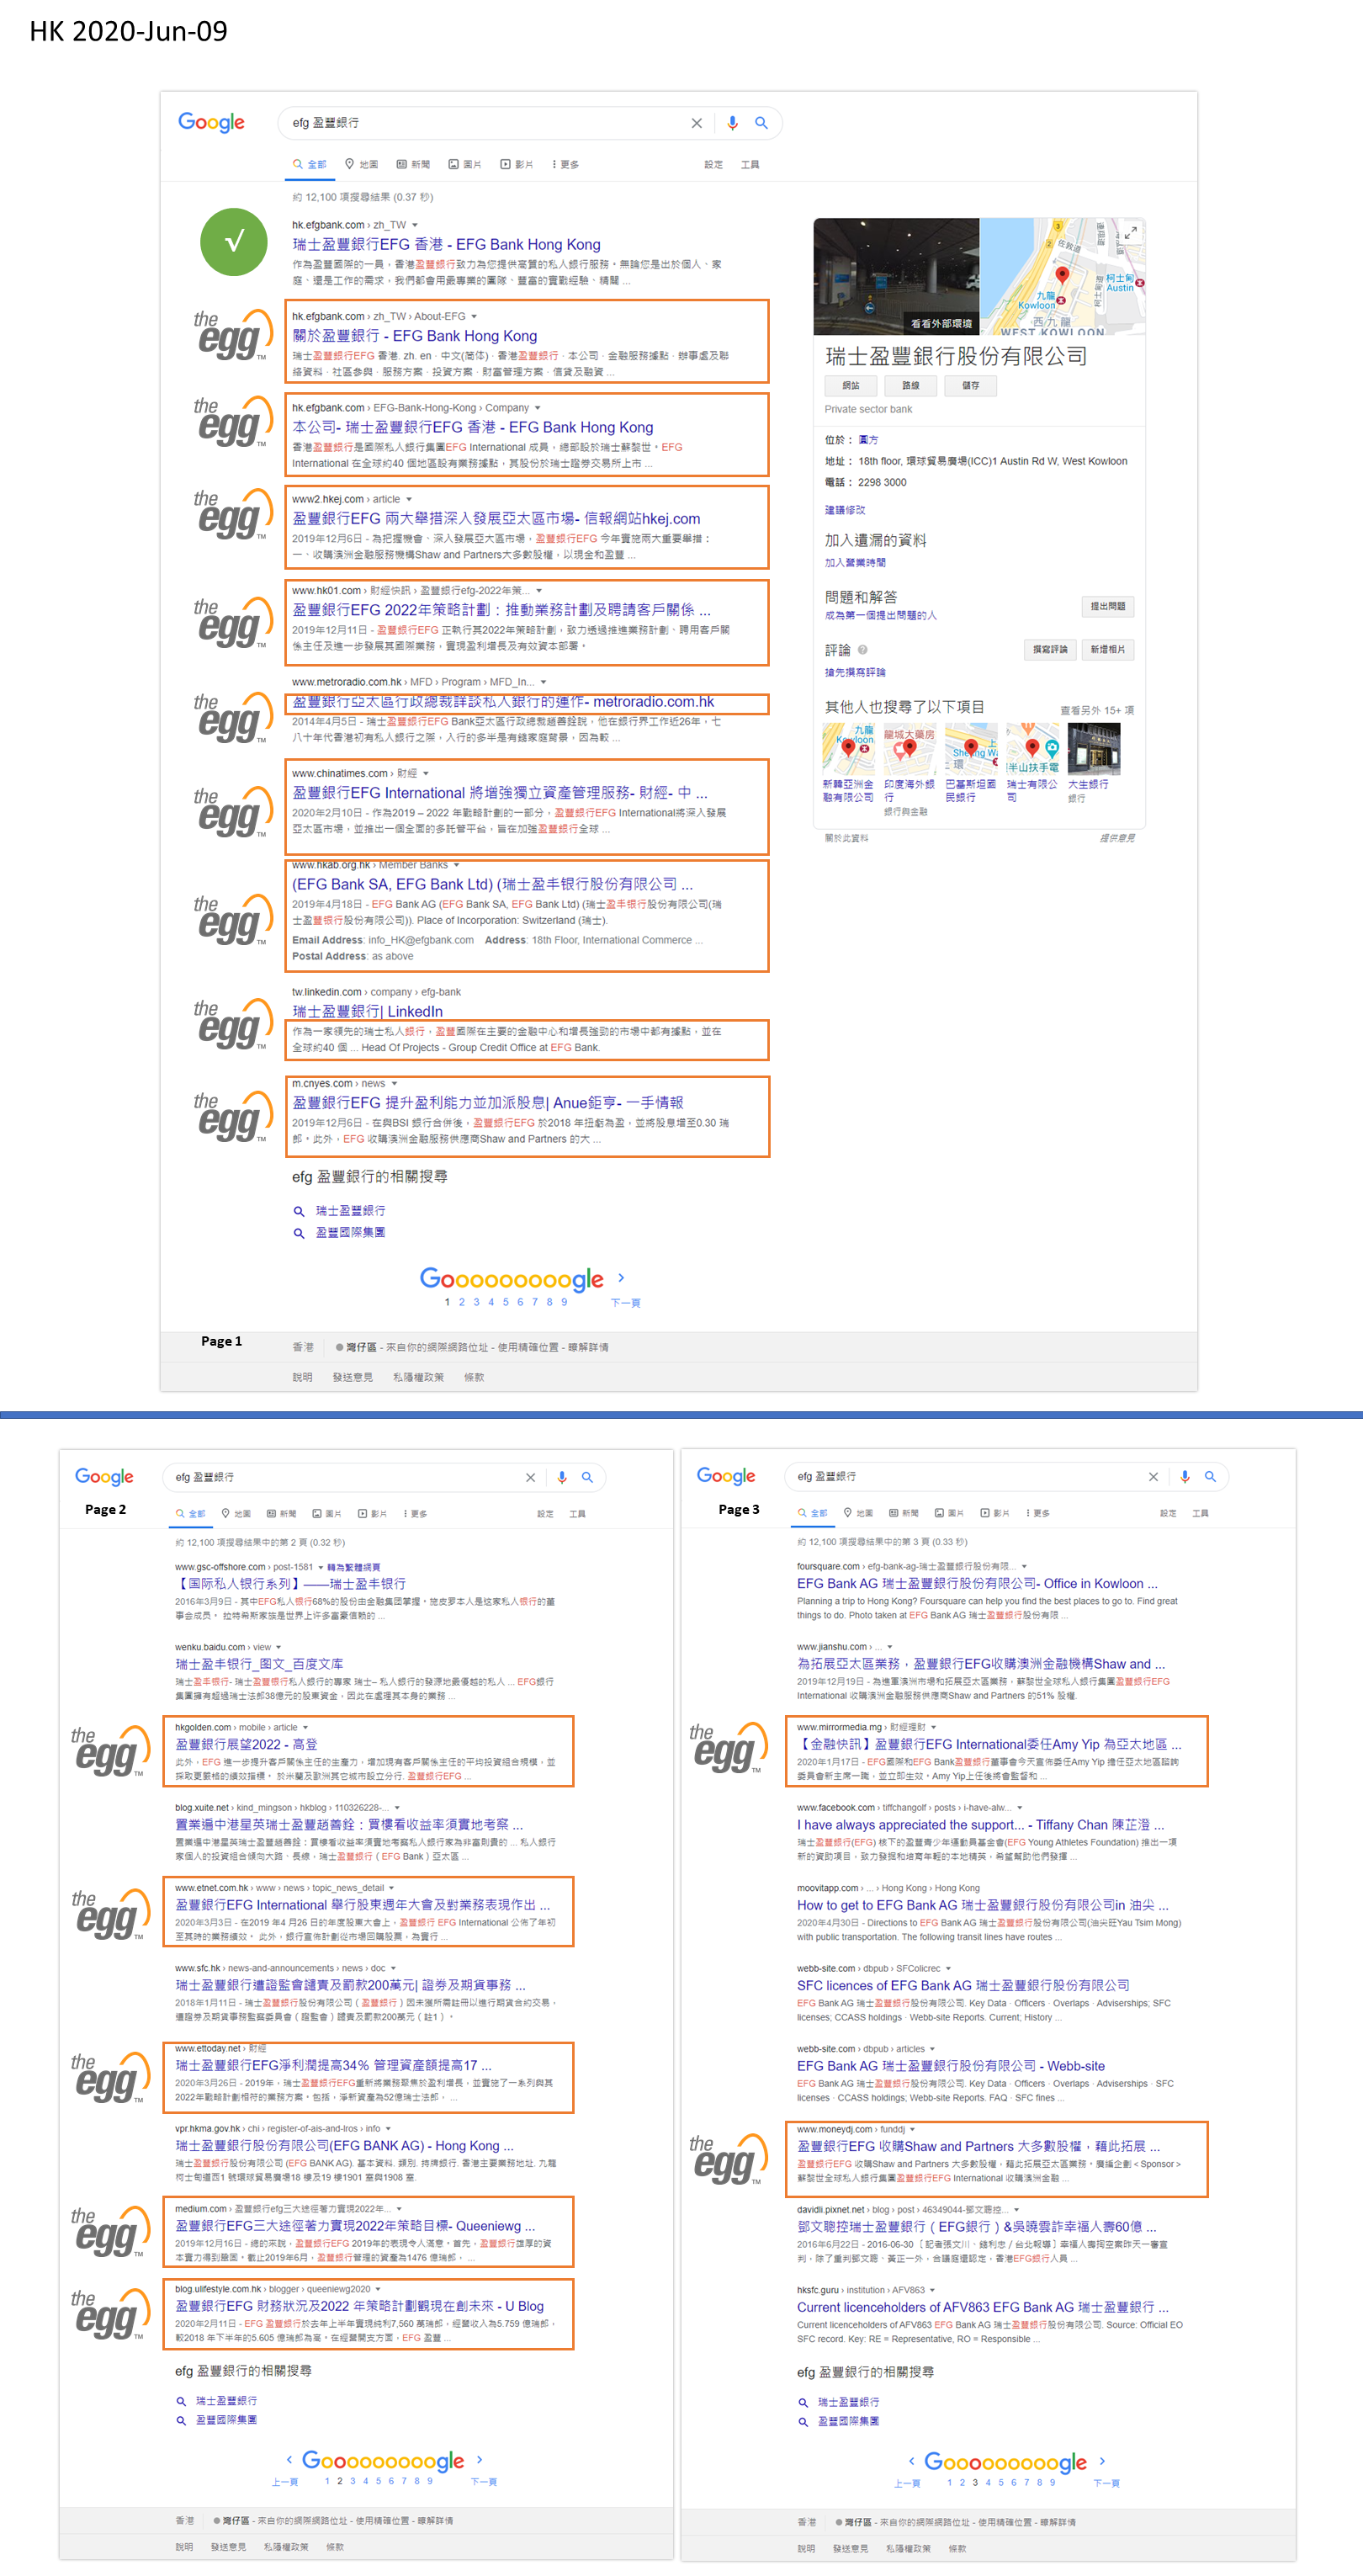 HK 2020-Jun-09
Google
efg 盈豐銀行
全部 地圖 新聞 圖片 影片 更多 設定 工具
約 12,100 項搜尋結果 (0.37 秒)
√
hk.efgbank.com › zh_TW
瑞士盈豐銀行EFG 香港 - EFG Bank Hong Kong
作為盈豐國際的一員，香港盈豐銀行致力為您提供高質的私人銀行服務。無論您是出於個人、家
庭、還是工作的需求，我們都會用最專業的團隊、豐富的實戰經驗、精闢 ...
the egg™
hk.efgbank.com › zh_TW › About-EFG
關於盈豐銀行 - EFG Bank Hong Kong
瑞士盈豐銀行EFG 香港. zh. en · 中文(简体) · 香港盈豐銀行 · 本公司 · 金融服務據點 · 辦事處及聯
絡資料 · 社區參與 · 服務方案 · 投資方案 · 財富管理方案 · 信貸及融資 ...
the egg™
hk.efgbank.com › EFG-Bank-Hong-Kong › Company
本公司- 瑞士盈豐銀行EFG 香港 - EFG Bank Hong Kong
香港盈豐銀行是國際私人銀行集團EFG International 成員，總部設於瑞士蘇黎世。EFG
International 在全球約40 個地區設有業務據點，其股份於瑞士證券交易所上市 ...
the egg™
www2.hkej.com › article
盈豐銀行EFG 兩大舉措深入發展亞太區市場- 信報網站hkej.com
2019年12月6日 - 為把握機會、深入發展亞太區市場，盈豐銀行EFG 今年實施兩大重要舉措：
一、收購澳洲金融服務機構Shaw and Partners大多數股權，以現金和盈豐 ...
the egg™
www.hk01.com › 財經快訊 › 盈豐銀行efg-2022年策...
盈豐銀行EFG 2022年策略計劃：推動業務計劃及聘請客戶關係 ...
2019年12月11日 - 盈豐銀行EFG 正執行其2022年策略計劃，致力透過推進業務計劃、聘用客戶關
係主任及進一步發展其國際業務，實現盈利增長及有效資本部署。
the egg™
www.metroradio.com.hk › MFD › Program › MFD_In...
盈豐銀行亞太區行政總裁詳談私人銀行的運作- metroradio.com.hk
2014年4月5日 - 瑞士盈豐銀行EFG Bank亞太區行政總裁趙善銓說，他在銀行界工作近26年，七
八十年代香港初有私人銀行之際，入行的多半是有錢家庭背景，因為較 ...
the egg™
www.chinatimes.com › 財經
盈豐銀行EFG International 將增強獨立資產管理服務- 財經- 中 ...
2020年2月10日 - 作為2019 – 2022 年戰略計劃的一部分，盈豐銀行EFG International將深入發展
亞太區市場，並推出一個全面的多託管平台，旨在加強盈豐銀行全球 ...
the egg™
www.hkab.org.hk › Member Banks
(EFG Bank SA, EFG Bank Ltd) (瑞士盈丰银行股份有限公司 ...
2019年4月18日 - EFG Bank AG (EFG Bank SA, EFG Bank Ltd) (瑞士盈丰银行股份有限公司(瑞
士盈豐银行股份有限公司)). Place of Incorporation: Switzerland (瑞士).
Email Address: info_HK@efgbank.com Address: 18th Floor, International Commerce ...
Postal Address: as above
the egg™
tw.linkedin.com › company › efg-bank
瑞士盈豐銀行| LinkedIn
作為一家領先的瑞士私人銀行，盈豐國際在主要的金融中心和增長強勁的市場中都有據點，並在
全球約40 個 ... Head Of Projects - Group Credit Office at EFG Bank.
the egg™
m.cnyes.com › news
盈豐銀行EFG 提升盈利能力並加派股息| Anue鉅亨- 一手情報
2019年12月6日 - 在與BSI 銀行合併後，盈豐銀行EFG 於2018 年扭虧為盈，並將股息增至0.30 瑞
郎。此外，EFG 收購澳洲金融服務供應商Shaw and Partners 的大 ...
efg 盈豐銀行的相關搜尋
瑞士盈豐銀行
盈豐國際集團
Goooooooooogle ›
1 2 3 4 5 6 7 8 9 下一頁
Page 1
香港 灣仔區 - 來自你的網際網路位址 - 使用精確位置 - 瞭解詳情
說明 發送意見 私隱權政策 條款
看看外部環境
佐敦道
柯士甸
Austin
九龍
Kowloon
西九龍
WEST KOWLOON
瑞士盈豐銀行股份有限公司
網站 路線 儲存
Private sector bank
位於： 圓方
地址： 18th floor, 環球貿易廣場(ICC)1 Austin Rd W, West Kowloon
電話： 2298 3000
建議修改
加入遺漏的資料
加入營業時間
問題和解答
成為第一個提出問題的人
提出問題
評論
撰寫評論 新增相片
搶先撰寫評論
其他人也搜尋了以下項目 查看另外 15+ 項
新韓亞洲金融有限公司
印度海外銀行
銀行與金融
巴基斯坦國民銀行
瑞士有限公司
大生銀行
銀行
關於此資料 提供意見
Google
efg 盈豐銀行
Page 2
全部 地圖 新聞 圖片 影片 更多 設定 工具
約 12,100 項搜尋結果中的第 2 頁 (0.32 秒)
www.gsc-offshore.com › post-1581 轉為繁體網頁
【国际私人银行系列】——瑞士盈丰银行
2016年3月9日 - 其中EFG私人银行68%的股份由金融集团掌握。施皮罗本人是这家私人银行的董
事会成员。 拉特希斯家族是世界上许多富豪信赖的 ...
wenku.baidu.com › view
瑞士盈丰银行_图文_百度文库
瑞士盈丰银行- 瑞士盈豐银行私人銀行的專家 瑞士– 私人銀行的發源地最優越的私人 ... EFG銀行
集團擁有超過瑞士法郎38億元的股東資金，因此在處理其本身的業務 ...
the egg™
hkgolden.com › mobile › article
盈豐銀行展望2022 - 高登
此外，EFG 進一步提升客戶關係主任的生產力，增加現有客戶關係主任的平均投資組合規模，並
採取更嚴格的績效指標。 於米蘭及歐洲其它城市設立分行. 盈豐銀行EFG ...
blog.xuite.net › kind_mingson › hkblog › 110326228-...
置業遍中港星英瑞士盈豐趙善銓：買樓看收益率須實地考察 ...
置業遍中港星英瑞士盈豐趙善銓：買樓看收益率須實地考察私人銀行家為非富則貴的 ... 私人銀行
家個人的投資組合傾向大路、長線，瑞士盈豐銀行（EFG Bank）亞太區 ...
the egg™
www.etnet.com.hk › www › news › topic_news_detail
盈豐銀行EFG International 舉行股東週年大會及對業務表現作出 ...
2020年3月3日 - 在2019 年4 月26 日的年度股東大會上，盈豐銀行 EFG International 公佈了年初
至其時的業務績效。 此外，銀行宣佈計劃從市場回購股票，為實行 ...
www.sfc.hk › news-and-announcements › news › doc
瑞士盈豐銀行遭證監會譴責及罰款200萬元| 證券及期貨事務 ...
2018年1月11日 - 瑞士盈豐銀行股份有限公司（盈豐銀行）因未獲所需註冊以進行期貨合約交易，
遭證券及期貨事務監察委員會（證監會）譴責及罰款200萬元（註1）。
the egg™
www.ettoday.net › 財經
瑞士盈豐銀行EFG淨利潤提高34% 管理資產額提高17 ...
2020年3月26日 - 2019年，瑞士盈豐銀行EFG重新將業務聚焦於盈利增長，並實施了一系列與其
2022年戰略計劃相符的業務方案，包括，淨新資產為52億瑞士法郎， ...
vpr.hkma.gov.hk › chi › register-of-ais-and-lros › info
瑞士盈豐銀行股份有限公司(EFG BANK AG) - Hong Kong ...
瑞士盈豐銀行股份有限公司 (EFG BANK AG). 基本資料. 類別. 持牌銀行. 香港主要業務地址. 九龍
柯士甸道西1 號環球貿易廣場18 樓及19 樓1901 室與1908 室.
the egg™
medium.com › 盈豐銀行efg三大途徑著力實現2022年...
盈豐銀行EFG三大途徑著力實現2022年策略目標- Queeniewg ...
2019年12月16日 - 總的來說，盈豐銀行EFG 2019年的表現令人滿意。首先，盈豐銀行雄厚的資
本實力得到鞏固。截止2019年6月，盈豐銀行管理的資產為1476 億瑞郎， ...
the egg™
blog.ulifestyle.com.hk › blogger › queeniewg2020
盈豐銀行EFG 財務狀況及2022 年策略計劃觀現在創未來 - U Blog
2020年2月11日 - EFG 盈豐銀行於去年上半年實現純利7,560 萬瑞郎，經營收入為5.759 億瑞郎，
較2018 年下半年的5.605 億瑞郎為高。在經營開支方面，EFG 盈豐 ...
efg 盈豐銀行的相關搜尋
瑞士盈豐銀行
盈豐國際集團
‹ Goooooooooogle ›
上一頁 1 2 3 4 5 6 7 8 9 下一頁
香港 灣仔區 - 來自你的網際網路位址 - 使用精確位置 - 瞭解詳情
說明 發送意見 私隱權政策 條款
Google
efg 盈豐銀行
Page 3
全部 地圖 新聞 圖片 影片 更多 設定 工具
約 12,100 項搜尋結果中的第 3 頁 (0.33 秒)
foursquare.com › efg-bank-ag-瑞士盈豐銀行股份有限...
EFG Bank AG 瑞士盈豐銀行股份有限公司- Office in Kowloon ...
Planning a trip to Hong Kong? Foursquare can help you find the best places to go to. Find great
things to do. Photo taken at EFG Bank AG 瑞士盈豐銀行股份有限 ...
www.jianshu.com › ...
為拓展亞太區業務，盈豐銀行EFG收購澳洲金融機構Shaw and ...
2019年12月19日 - 為進軍澳洲市場和拓展亞太區業務，蘇黎世全球私人銀行集團盈豐銀行EFG
International 收購澳洲金融服務供應商Shaw and Partners 的51% 股權.
the egg™
www.mirrormedia.mg › 財經理財
【金融快訊】盈豐銀行EFG International委任Amy Yip 為亞太地區 ...
2020年1月17日 - EFG國際和EFG Bank盈豐銀行董事會今天宣佈委任Amy Yip 擔任亞太地區諮詢
委員會新主席一職，並立即生效。Amy Yip上任後將會監督和 ...
www.facebook.com › tiffchangolf › posts › i-have-alw...
I have always appreciated the support... - Tiffany Chan 陳芷澄 ...
瑞士盈豐銀行(EFG) 核下的盈豐青少年運動員基金會(EFG Young Athletes Foundation) 推出一項
新的資助項目，致力發掘和培育年輕的本地精英，希望幫助他們發揮 ...
moovitapp.com › ... › Hong Kong › Hong Kong
How to get to EFG Bank AG 瑞士盈豐銀行股份有限公司in 油尖 ...
2020年4月30日 - Directions to EFG Bank AG 瑞士盈豐銀行股份有限公司(油尖旺Yau Tsim Mong)
with public transportation. The following transit lines have routes ...
webb-site.com › dbpub › SFColicrec
SFC licences of EFG Bank AG 瑞士盈豐銀行股份有限公司
EFG Bank AG 瑞士盈豐銀行股份有限公司. Key Data · Officers · Overlaps · Adviserships; SFC
licenses; CCASS holdings · Webb-site Reports. Current; History ...
webb-site.com › dbpub › articles
EFG Bank AG 瑞士盈豐銀行股份有限公司 - Webb-site
EFG Bank AG 瑞士盈豐銀行股份有限公司. Key Data · Officers · Overlaps · Adviserships · SFC
licenses · CCASS holdings; Webb-site Reports. FAQ · SFC fines ...
the egg™
www.moneydj.com › funddj
盈豐銀行EFG 收購Shaw and Partners 大多數股權，藉此拓展 ...
盈豐銀行EFG 收購Shaw and Partners 大多數股權，藉此拓展亞太區業務。廣播企劃＜Sponsor＞
蘇黎世全球私人銀行集團盈豐銀行EFG International 收購澳洲金融 ...
davidli.pixnet.net › blog › post › 46349044-鄧文聰控...
鄧文聰控瑞士盈豐銀行（EFG銀行）&吳曉雲詐幸福人壽60億 ...
2016年6月22日 - 2016-06-30 〔記者張文川、錢利忠／台北報導〕幸福人壽掏空案昨天一審宣
判，除了重判鄧文聰、黃正一外，合議庭還認定，香港EFG銀行人員 ...
hksfc.guru › institution › AFV863
Current licenceholders of AFV863 EFG Bank AG 瑞士盈豐銀行 ...
Current licenceholders of AFV863 EFG Bank AG 瑞士盈豐銀行股份有限公司. Source: Official EO
SFC record. Key: RE = Representative, RO = Responsible ...
efg 盈豐銀行的相關搜尋
瑞士盈豐銀行
盈豐國際集團
‹ Goooooooooogle ›
上一頁 1 2 3 4 5 6 7 8 9 下一頁
香港 灣仔區 - 來自你的網際網路位址 - 使用精確位置 - 瞭解詳情
說明 發送意見 私隱權政策 條款